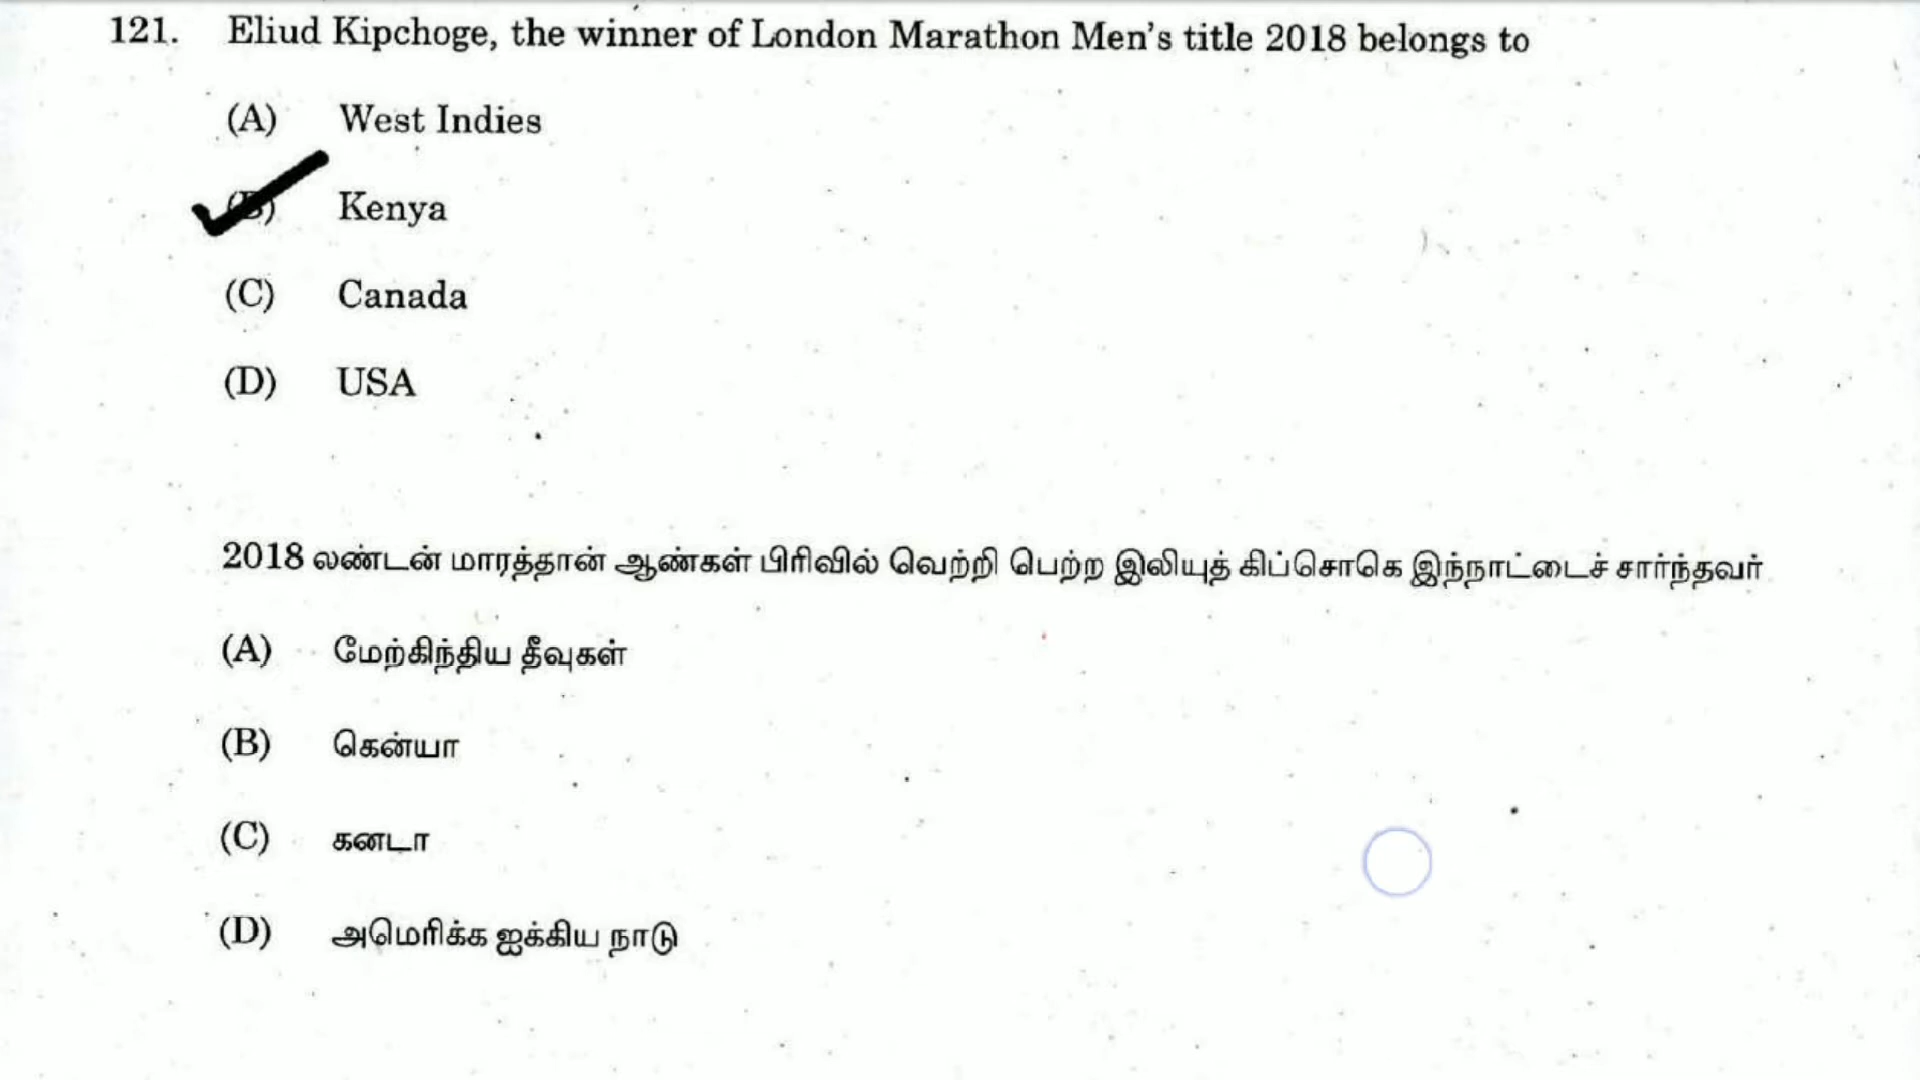 121. Eliud Kipchoge, the winner of London Marathon Men's title 2018 belongs to
(A) West Indies
(B) Kenya
(C) Canada
(D) USA
2018 லண்டன் மாரத்தான் ஆண்கள் பிரிவில் வெற்றி பெற்ற இலியுத் கிப்சொகெ இந்நாட்டைச் சார்ந்தவர்
(A) மேற்கிந்திய தீவுகள்
(B) கென்யா
(C) கனடா
(D) அமெரிக்க ஐக்கிய நாடு